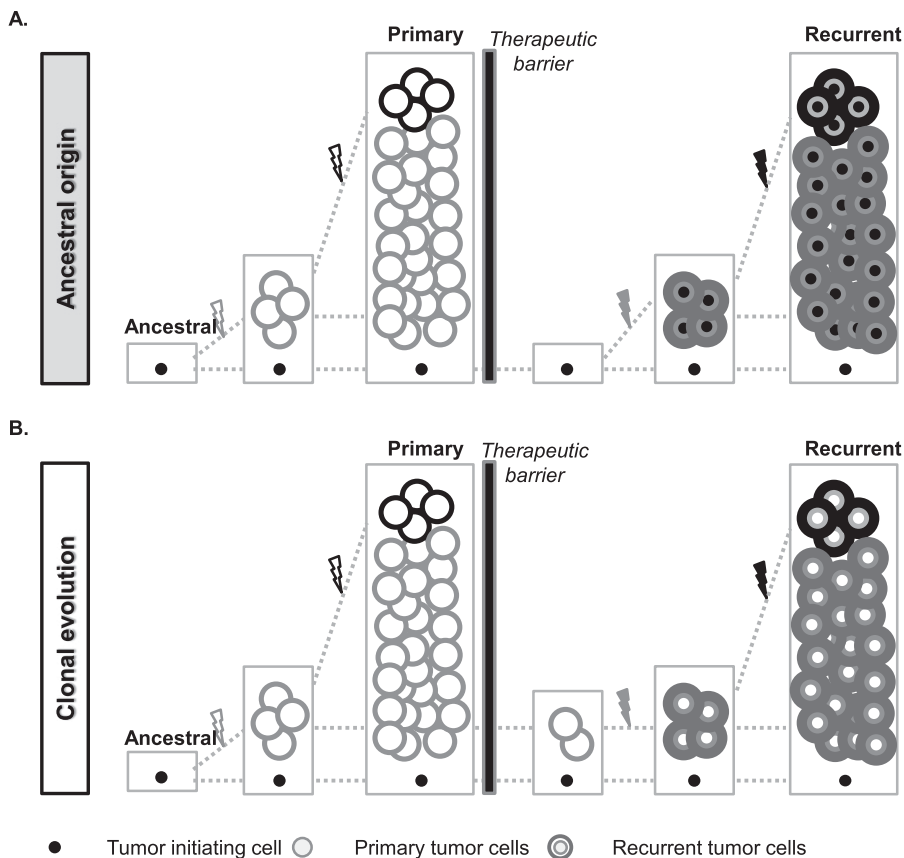 A.
Primary
Therapeutic
barrier
Recurrent
Ancestral origin
Ancestral
B.
Primary
Therapeutic
barrier
Recurrent
Clonal evolution
Ancestral
Tumor initiating cell
Primary tumor cells
Recurrent tumor cells